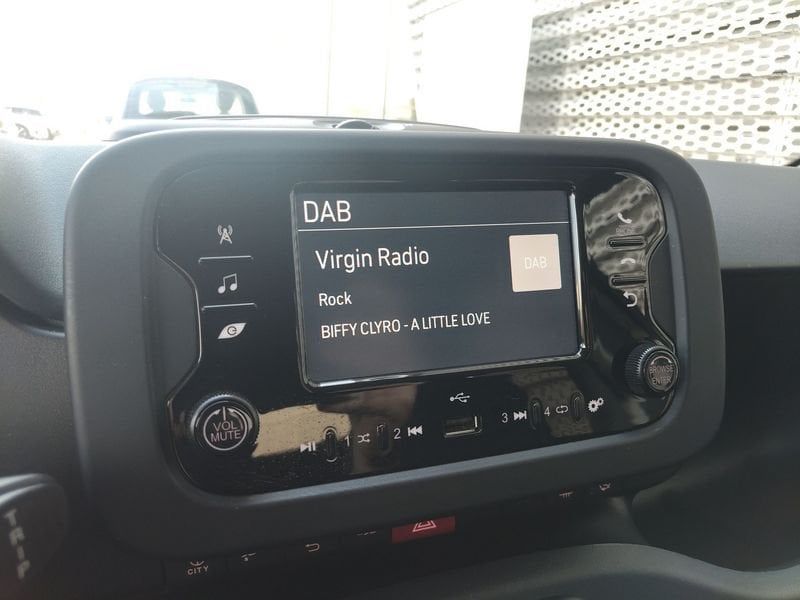 DAB
Virgin Radio
DAB
Rock
BIFFY CLYRO - A LITTLE LOVE
VOL
MUTE
BROWSE
ENTER
1
2
3
4
TRIP
CITY